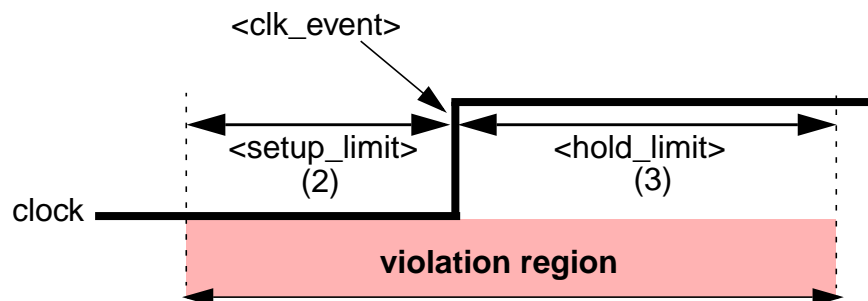 <clk_event>
<setup_limit> <hold_limit>
(2) (3)
clock
violation region